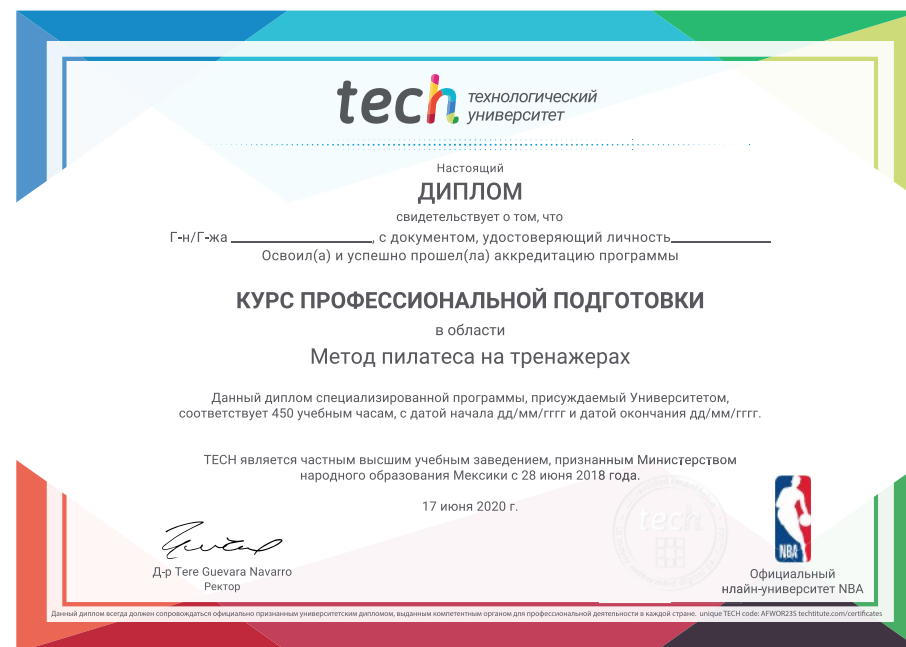 tech технологический
университет
Настоящий
ДИПЛОМ
свидетельствует о том, что
Г-н/Г-жа ____________________, с документом, удостоверяющий личность______________
Освоил(а) и успешно прошел(ла) аккредитацию программы
КУРС ПРОФЕССИОНАЛЬНОЙ ПОДГОТОВКИ
в области
Метод пилатеса на тренажерах
Данный диплом специализированной программы, присуждаемый Университетом,
соответствует 450 учебным часам, с датой начала дд/мм/гггг и датой окончания дд/мм/гггг.
TECH является частным высшим учебным заведением, признанным Министерством
народного образования Мексики с 28 июня 2018 года.
17 июня 2020 г.
tech
Д-р Tere Guevara Navarro
Ректор
NBA
Официальный
нлайн-университет NBA
Данный диплом всегда должен сопровождаться официально признанным университетским дипломом, выданным компетентным органом для профессиональной деятельности в каждой стране. unique TECH code: AFWOR23S techtitute.com/certificates